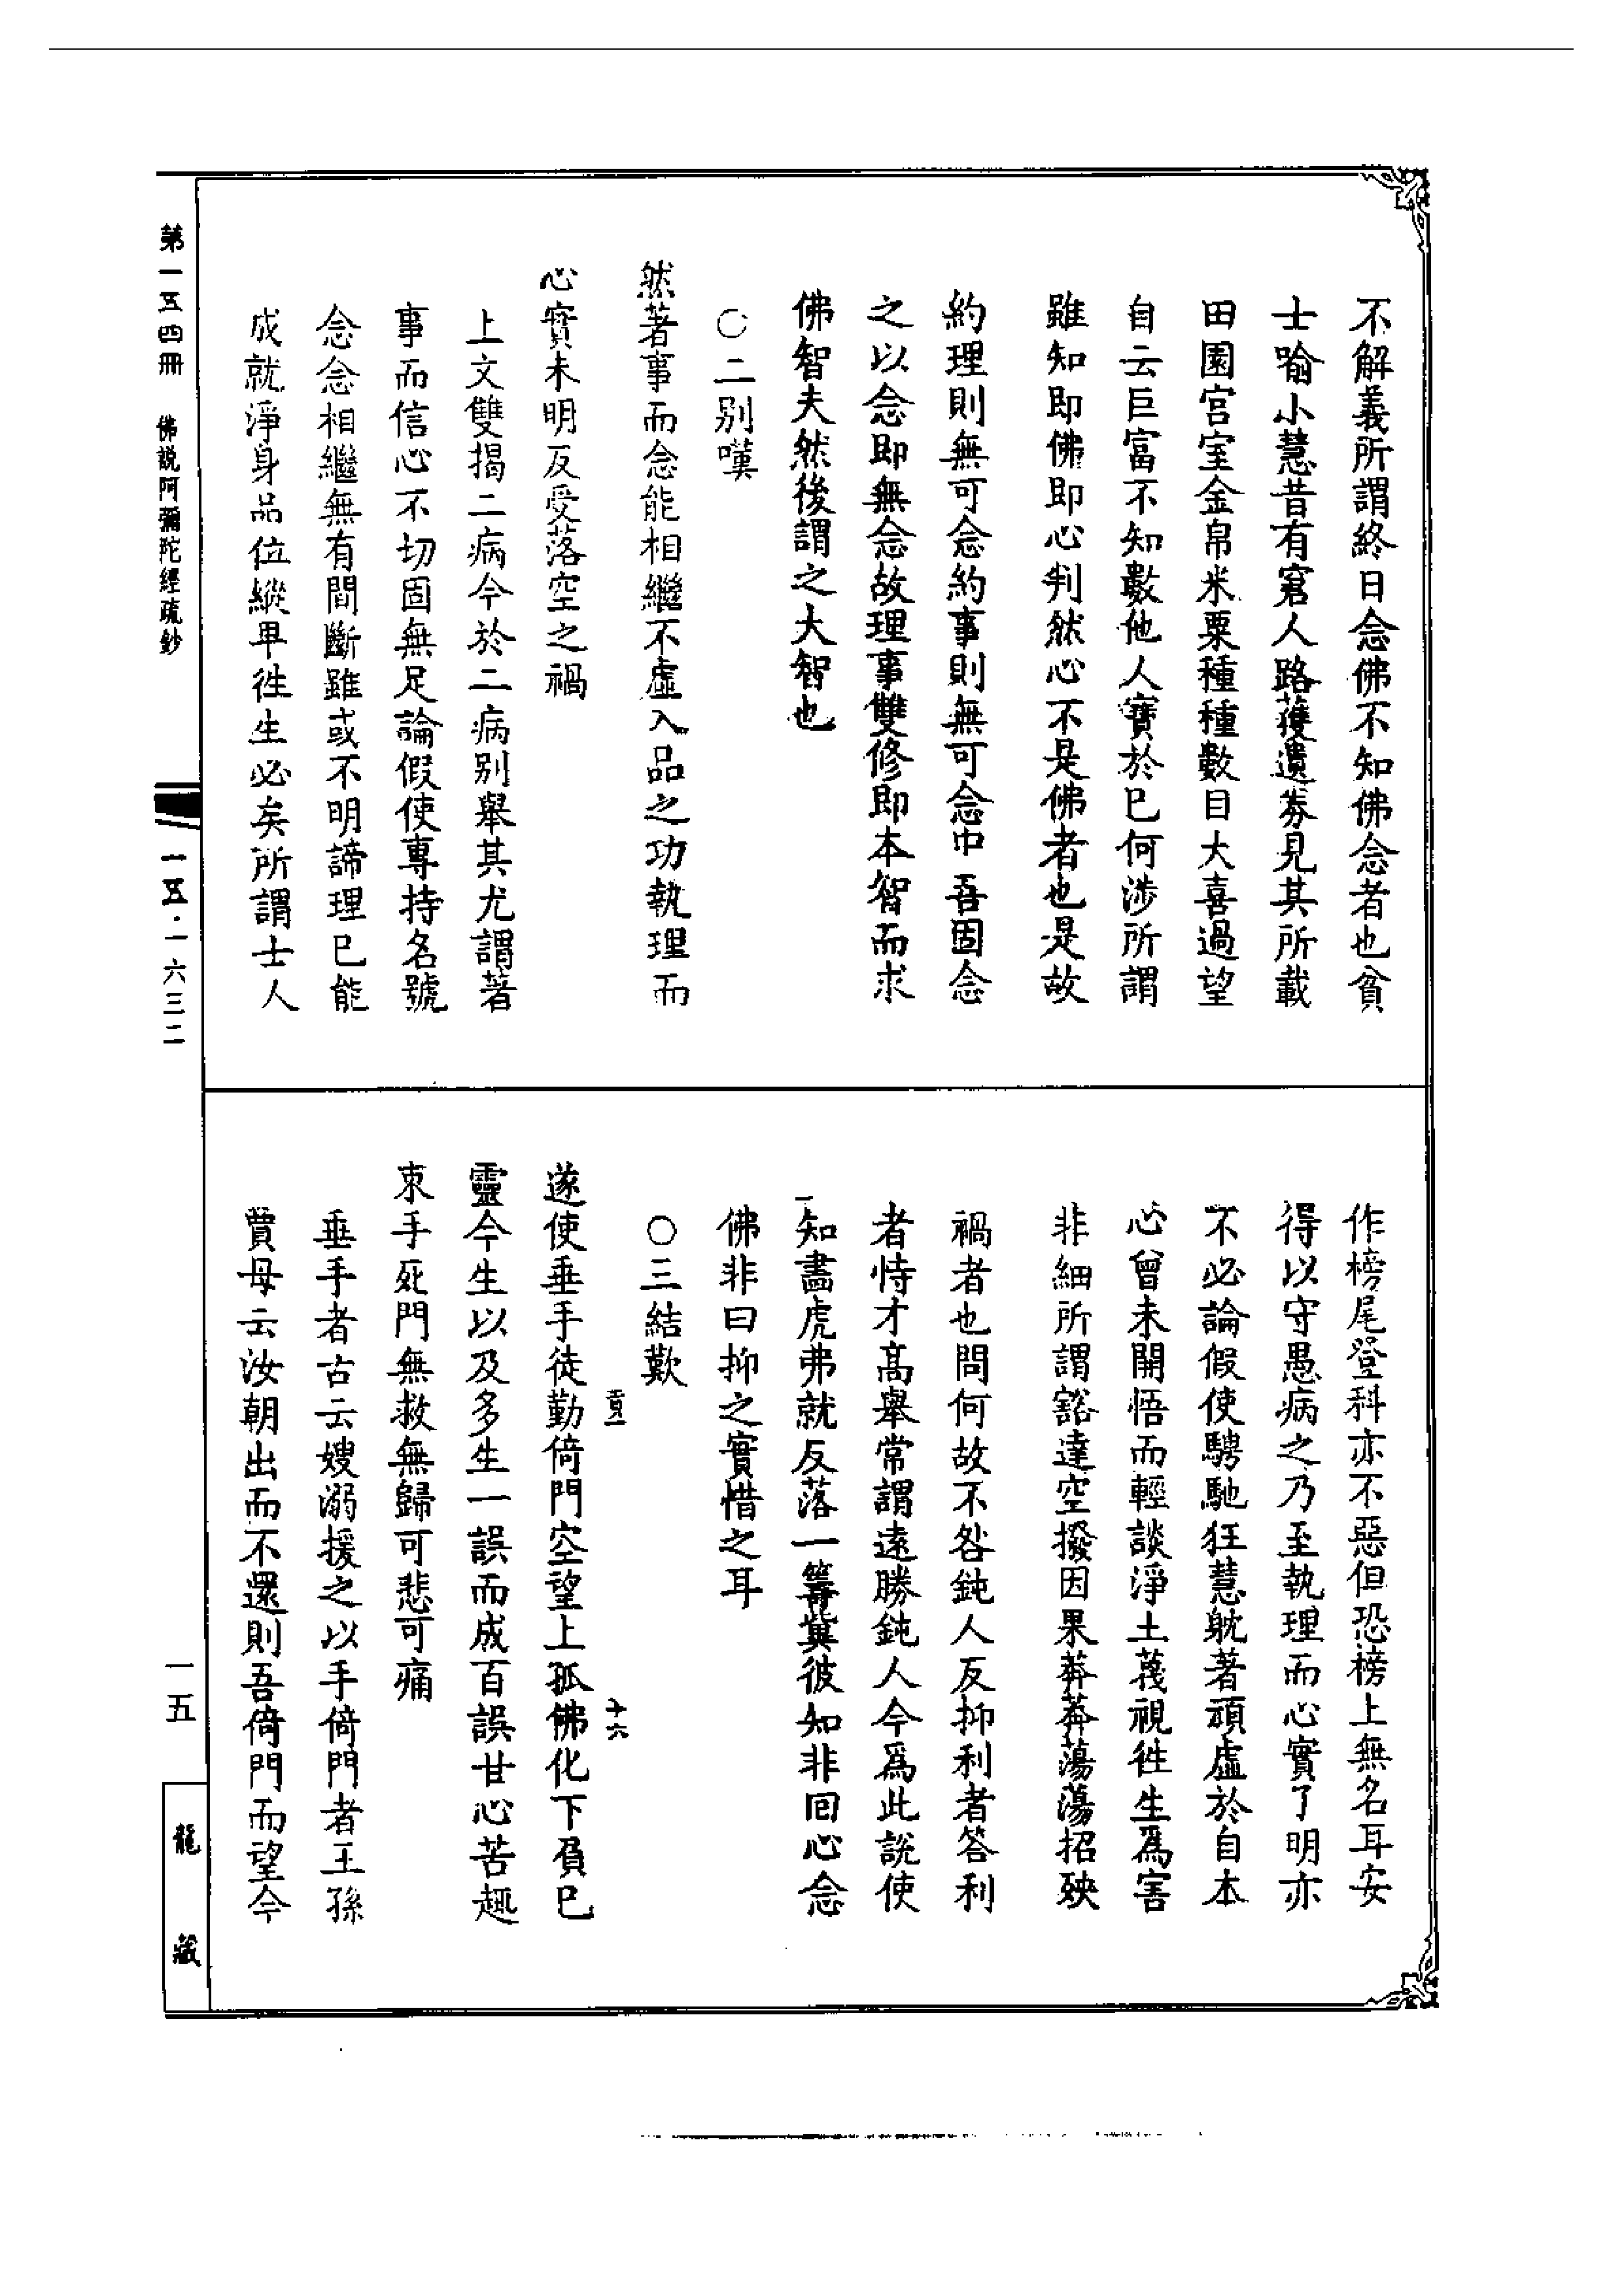 不解義所謂終日念佛不知佛念者也貧
士喻小慧昔有窘人路獲遺券見其所載
田園宫室金帛米粟種種數目大喜過望
自云巨富不知數他人寶於已何涉所謂
雖知即佛即心判然心不是佛者也是故
約理則無可念約事則無可念中吾固念
之以念即無念故理事雙修即本智而求
佛智夫然後謂之大智也
○二别嘆
然著事而念能相繼不虛入品之功執理而
心實未明反受落空之禍
上文雙揭二病今於二病别舉其尤謂著
事而信心不切固無足論假使專持名號
念念相繼無有間斷雖或不明諦理巳能
成就淨身品位縱卑徃生必矣所謂士人
作榜尾登科亦不惡但恐榜上無名耳安
得以守愚病之乃至執理而心實了明亦
不必論假使騁馳狂慧躭著頑虛於自本
心曾未開悟而輕談淨土蔑視徃生爲害
非細所謂豁達空撥因果莽莽蕩蕩招殃
禍者也問何故不咎鈍人反抑利者答利
者恃才高舉常謂遠勝鈍人今爲此説使
知畵虎弗就反落一筹冀彼知非回心念
佛非曰抑之實惜之耳
○三結歎
十六
遂使垂手徒勤倚門空望上孤佛化下負巳
靈今生以及多生一誤而成百誤甘心苦趣
束手死門無救無歸可悲可痛
垂手者古云嫂溺援之以手倚門者王孫
賈母云汝朝出而不還則吾倚門而望今
第一五四冊 佛説阿彌陀經疏鈔
一五·一六三二
一五
龍藏